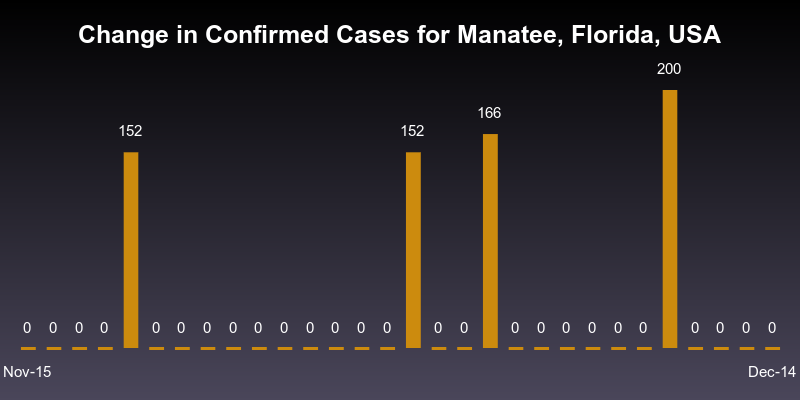 Change in Confirmed Cases for Manatee, Florida, USA
200
166
152 152
0 0 0 0 0 0 0 0 0 0 0 0 0 0 0 0 0 0 0 0 0 0 0 0 0 0
Nov-15 Dec-14